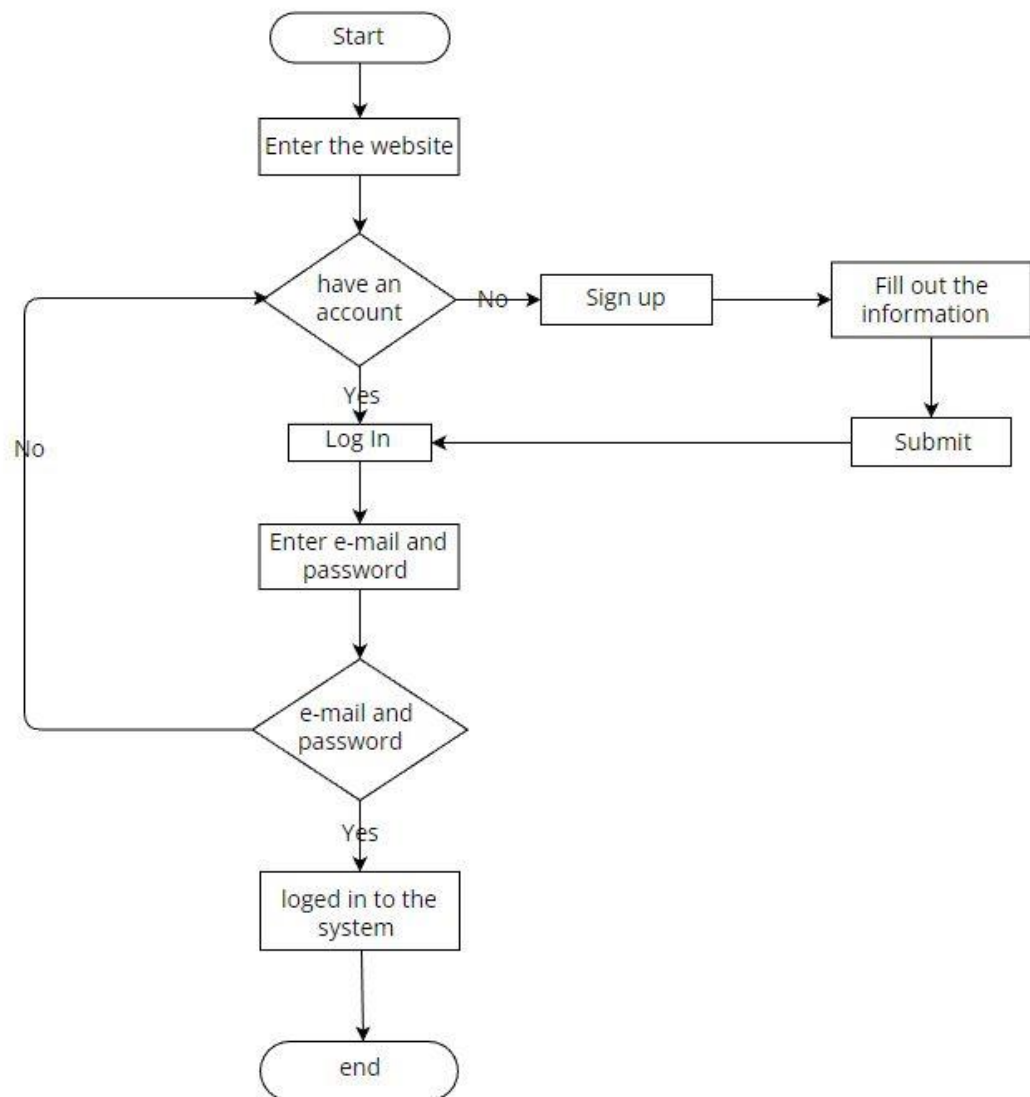 Start
Enter the website
have an
account
No
Sign up
Fill out the
information
Yes
Log In
Submit
No
Enter e-mail and
password
e-mail and
password
Yes
loged in to the
system
end